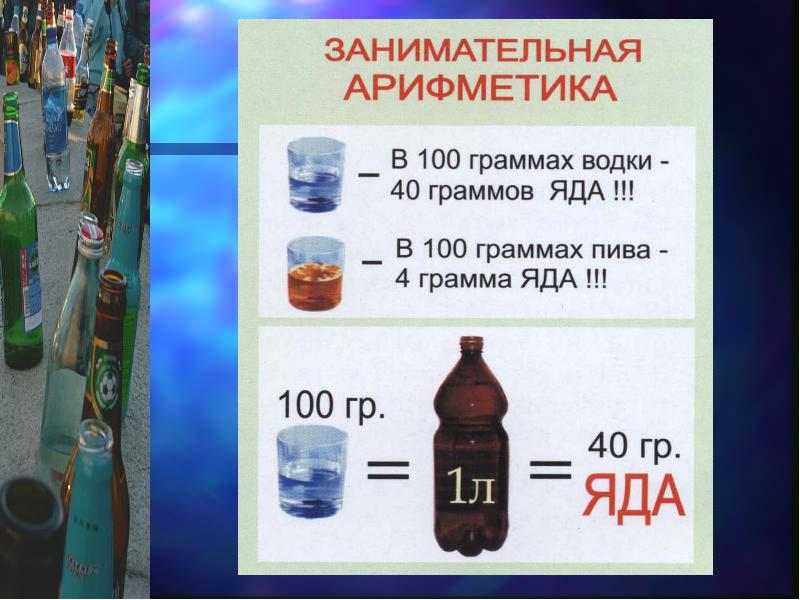 ЗАНИМАТЕЛЬНАЯ
АРИФМЕТИКА
– В 100 граммах водки -
40 граммов ЯДА !!!
– В 100 граммах пива -
4 грамма ЯДА !!!
100 гр.
= 1л =
40 гр.
ЯДА